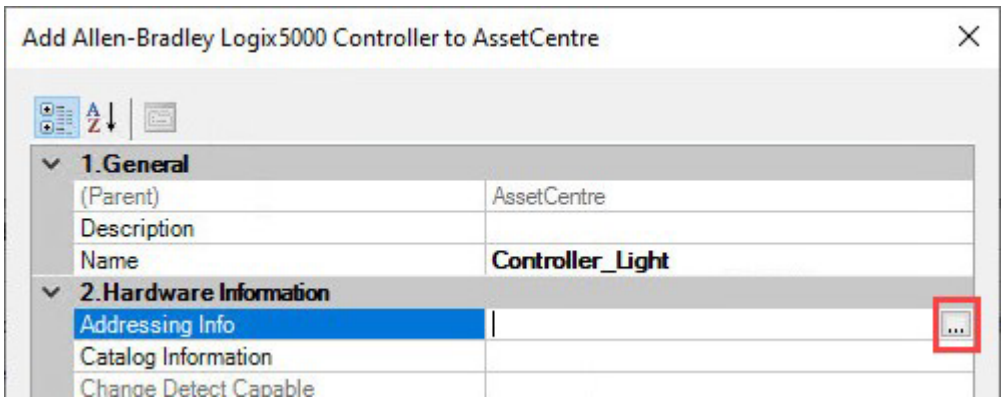 Add Allen-Bradley Logix5000 Controller to AssetCentre
1.General
(Parent) AssetCentre
Description
Name Controller_Light
2.Hardware Information
Addressing Info ...
Catalog Information
Change Detect Capable